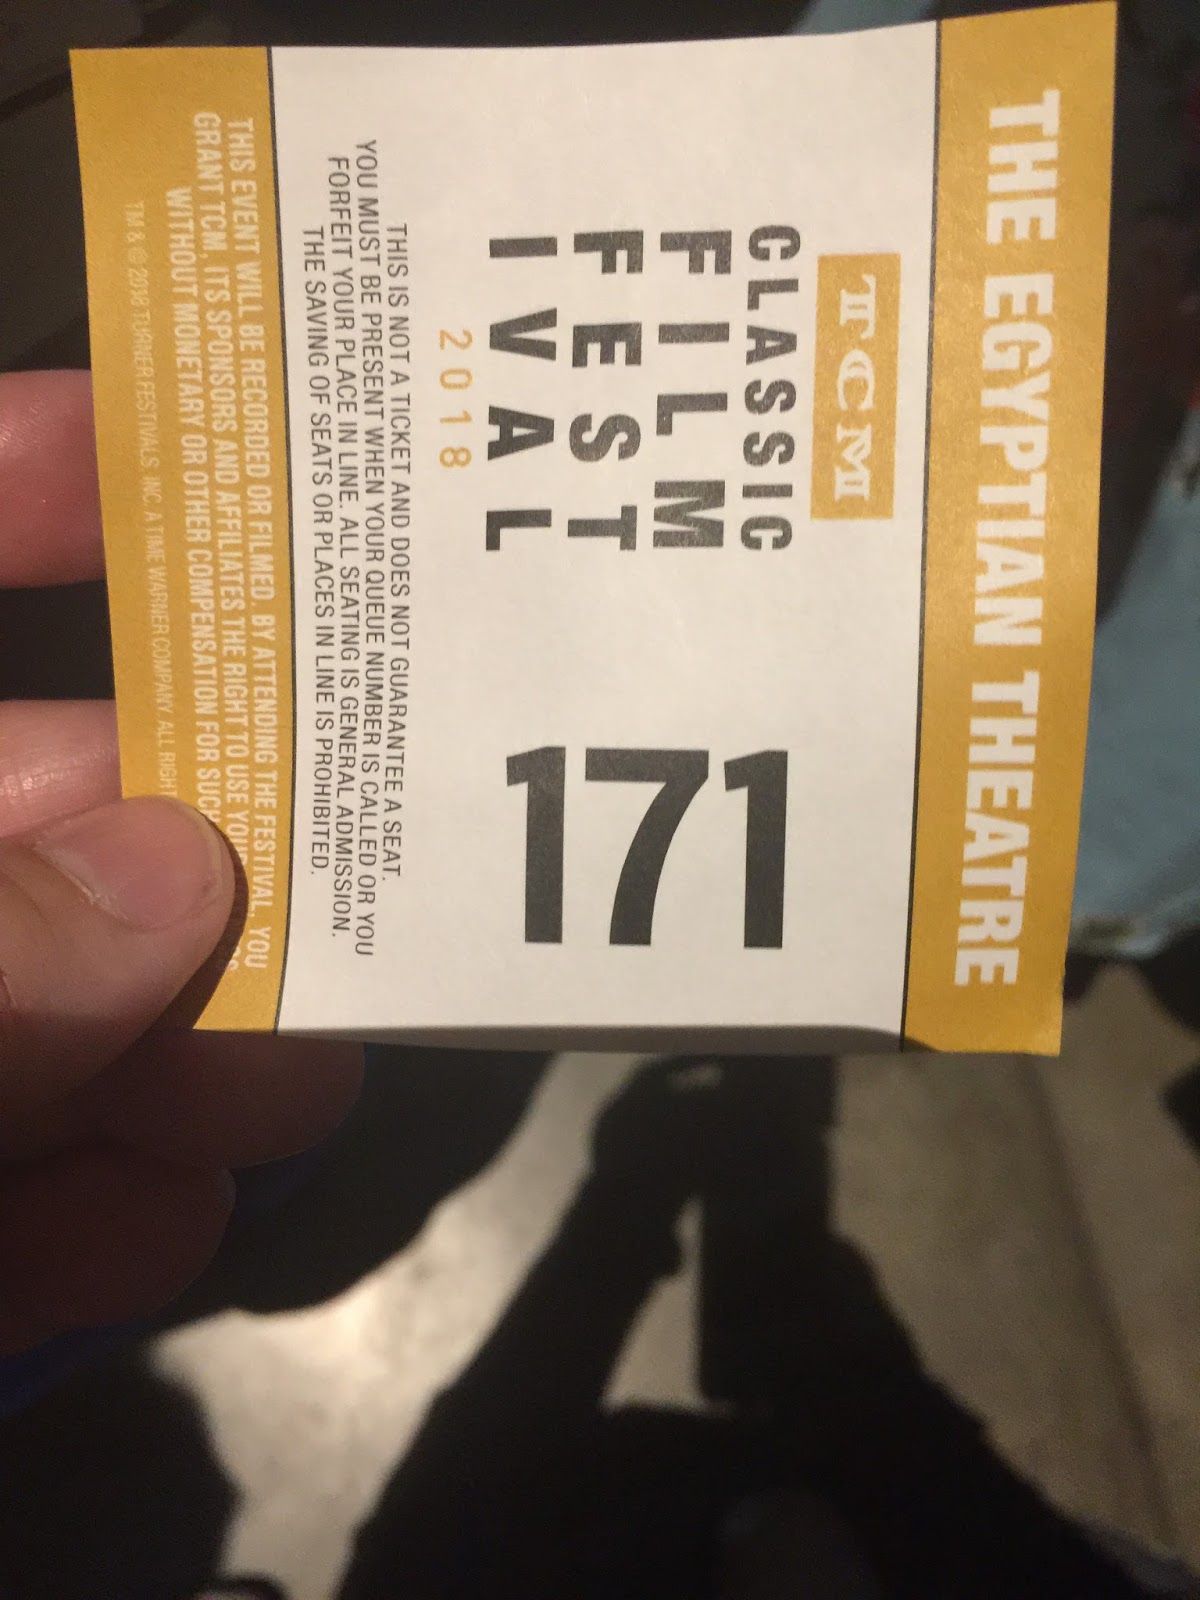 THE EGYPTIAN THEATRE
TCM
CLASSIC
FILM
FEST
IVAL
2018
171
THIS IS NOT A TICKET AND DOES NOT GUARANTEE A SEAT.
YOU MUST BE PRESENT WHEN YOUR QUEUE NUMBER IS CALLED OR YOU
FORFEIT YOUR PLACE IN LINE. ALL SEATING IS GENERAL ADMISSION.
THE SAVING OF SEATS OR PLACES IN LINE IS PROHIBITED.
THIS EVENT WILL BE RECORDED OR FILMED. BY ATTENDING THE FESTIVAL, YOU
GRANT TCM, ITS SPONSORS AND AFFILIATES THE RIGHT TO USE YOUR
WITHOUT MONETARY OR OTHER COMPENSATION FOR SUCH
TM & © 2018 TURNER FESTIVALS, INC. A TIME WARNER COMPANY. ALL RIGHT